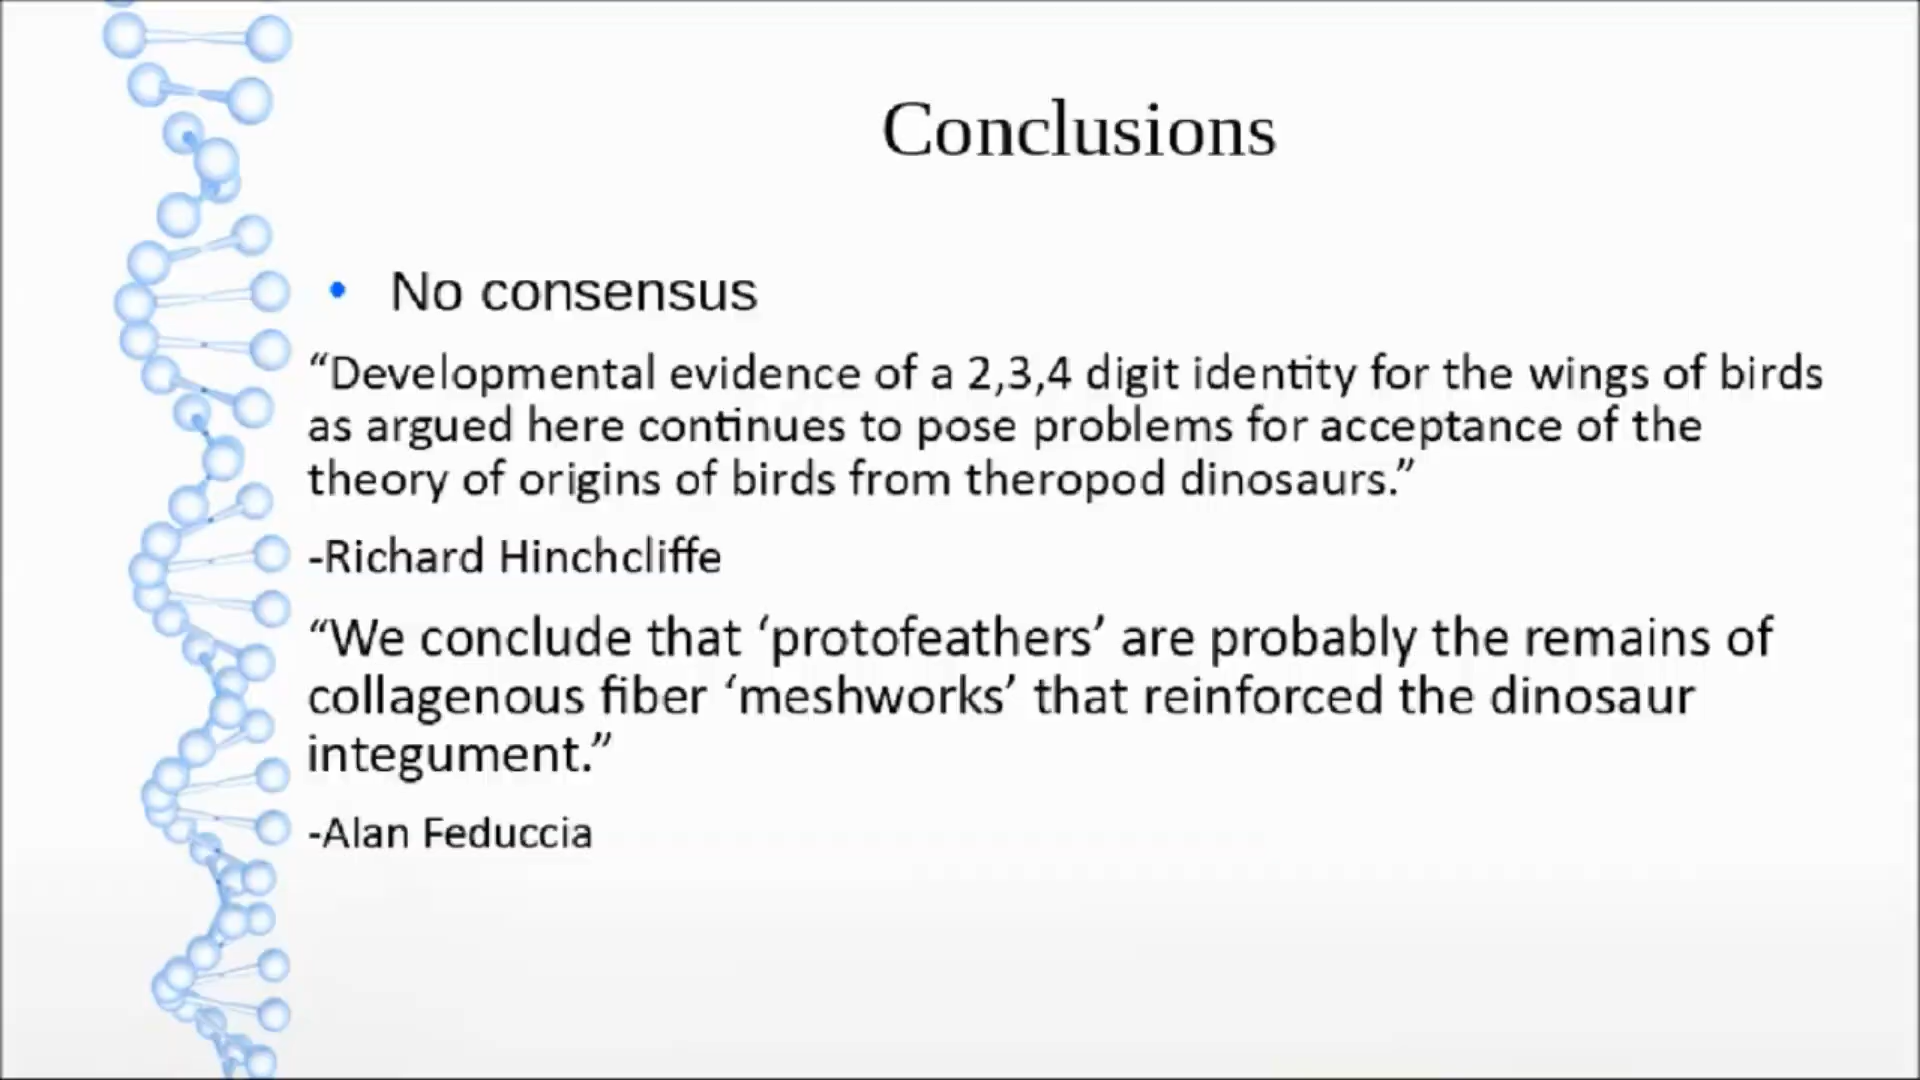 Conclusions
• No consensus
“Developmental evidence of a 2,3,4 digit identity for the wings of birds
as argued here continues to pose problems for acceptance of the
theory of origins of birds from theropod dinosaurs.”
-Richard Hinchcliffe
“We conclude that ‘protofeathers’ are probably the remains of
collagenous fiber ‘meshworks’ that reinforced the dinosaur
integument.”
-Alan Feduccia